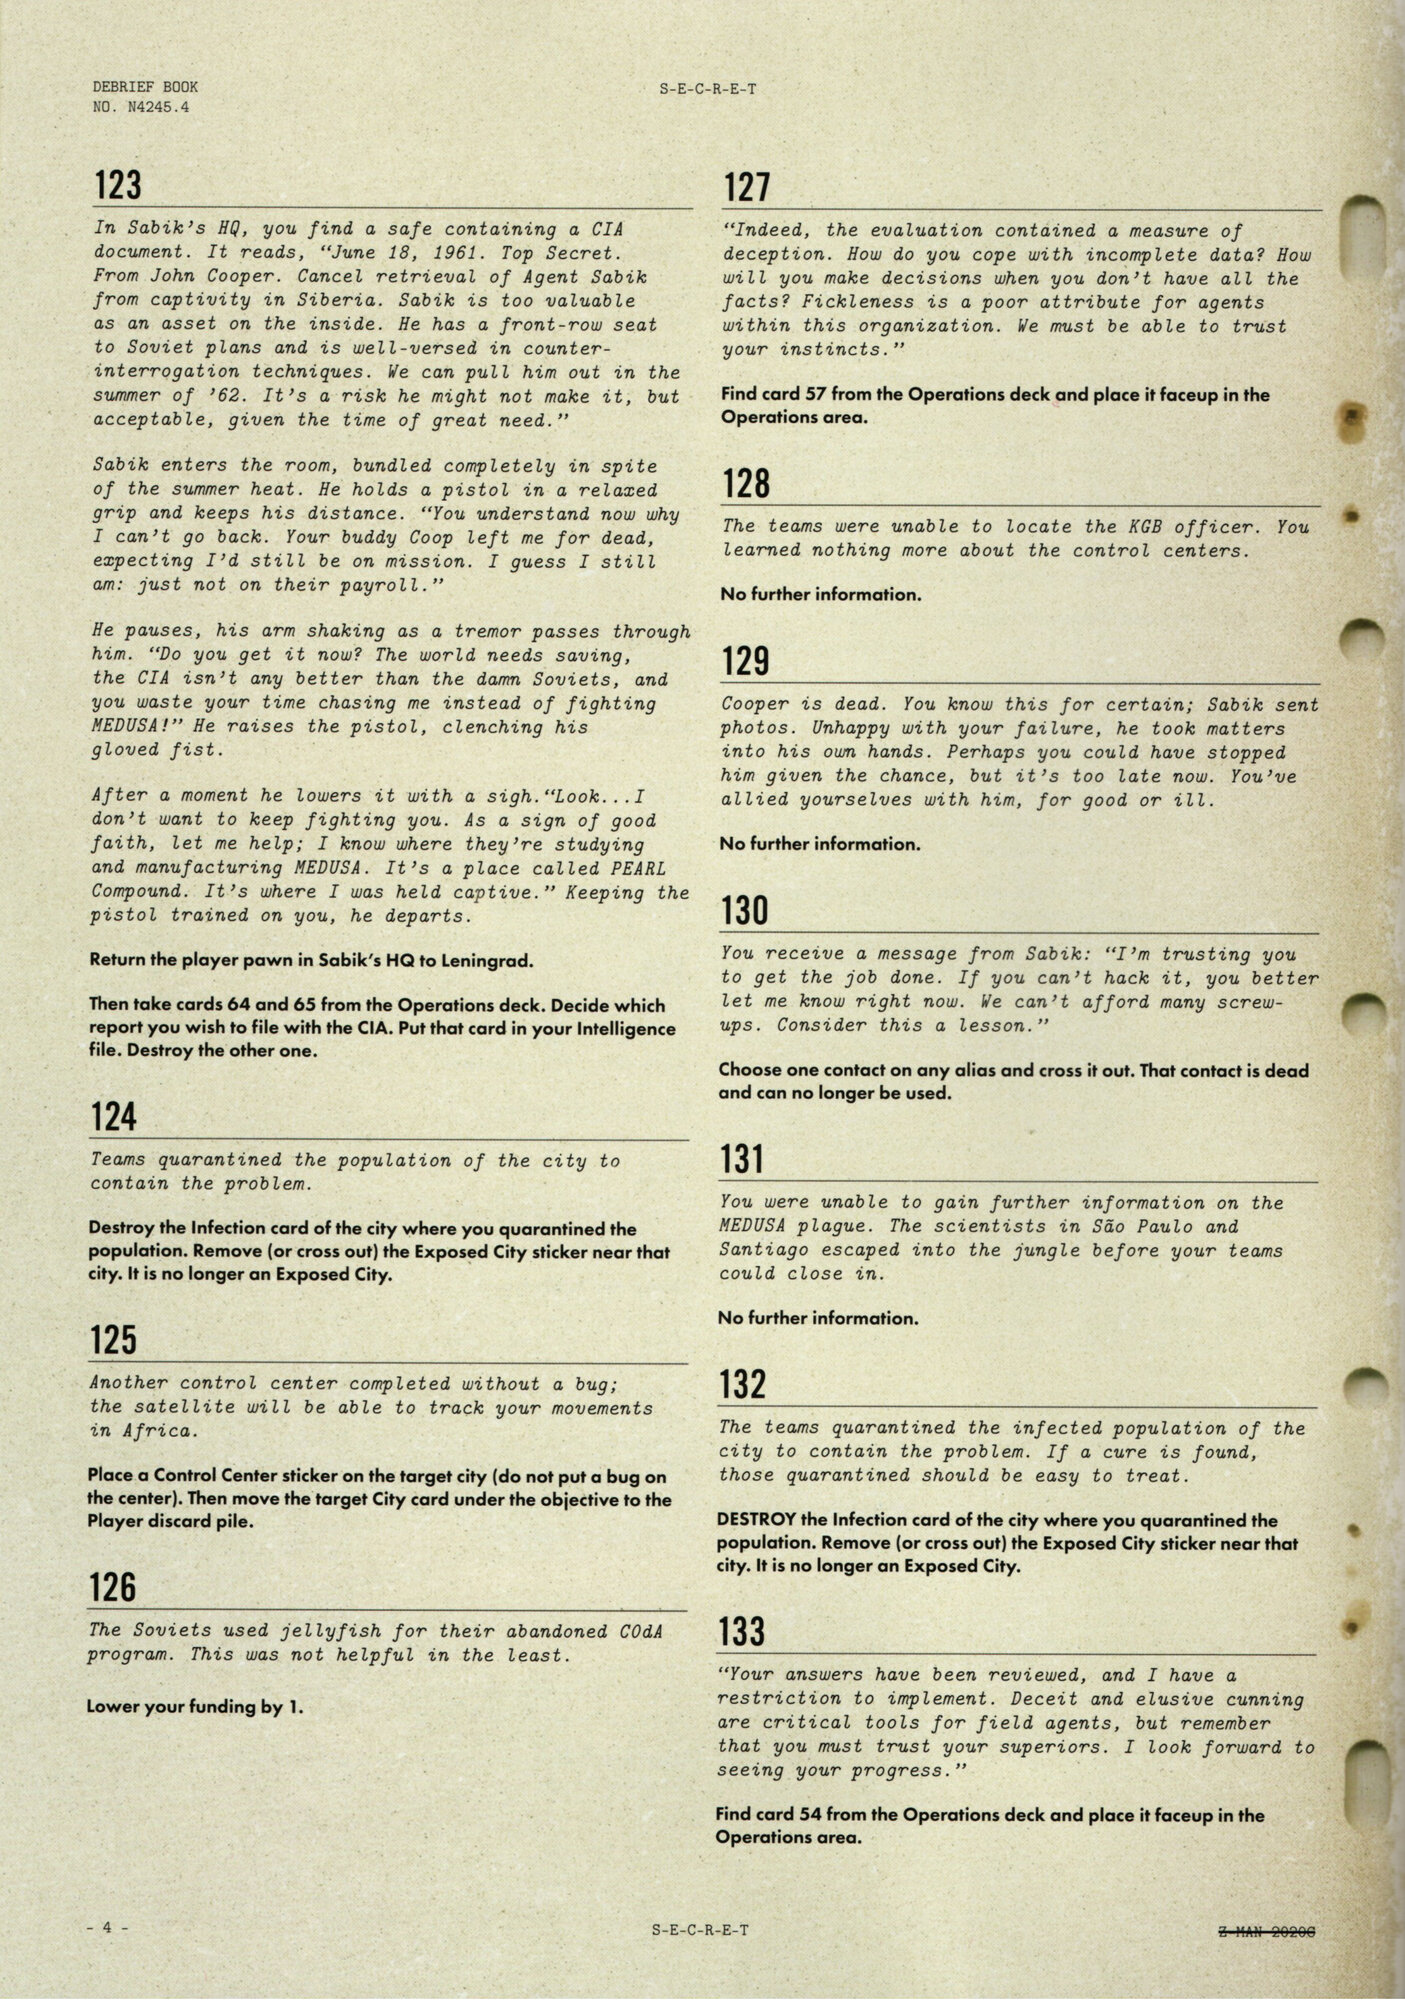 DEBRIEF BOOK
NO. N4245.4
S-E-C-R-E-T
123
In Sabik's HQ, you find a safe containing a CIA
document. It reads, “June 18, 1961. Top Secret.
From John Cooper. Cancel retrieval of Agent Sabik
from captivity in Siberia. Sabik is too valuable
as an asset on the inside. He has a front-row seat
to Soviet plans and is well-versed in counter-
interrogation techniques. We can pull him out in the
summer of '62. It's a risk he might not make it, but
acceptable, given the time of great need.”
Sabik enters the room, bundled completely in spite
of the summer heat. He holds a pistol in a relaxed
grip and keeps his distance. “You understand now why
I can't go back. Your buddy Coop left me for dead,
expecting I'd still be on mission. I guess I still
am: just not on their payroll.”
He pauses, his arm shaking as a tremor passes through
him. “Do you get it now? The world needs saving,
the CIA isn't any better than the damn Soviets, and
you waste your time chasing me instead of fighting
MEDUSA!” He raises the pistol, clenching his
gloved fist.
After a moment he lowers it with a sigh.“Look...I
don't want to keep fighting you. As a sign of good
faith, let me help; I know where they're studying
and manufacturing MEDUSA. It's a place called PEARL
Compound. It's where I was held captive.” Keeping the
pistol trained on you, he departs.
Return the player pawn in Sabik's HQ to Leningrad.
Then take cards 64 and 65 from the Operations deck. Decide which
report you wish to file with the CIA. Put that card in your Intelligence
file. Destroy the other one.
124
Teams quarantined the population of the city to
contain the problem.
Destroy the Infection card of the city where you quarantined the
population. Remove (or cross out) the Exposed City sticker near that
city. It is no longer an Exposed City.
125
Another control center completed without a bug;
the satellite will be able to track your movements
in Africa.
Place a Control Center sticker on the target city (do not put a bug on
the center). Then move the target City card under the objective to the
Player discard pile.
126
The Soviets used jellyfish for their abandoned COdA
program. This was not helpful in the least.
Lower your funding by 1.
127
“Indeed, the evaluation contained a measure of
deception. How do you cope with incomplete data? How
will you make decisions when you don't have all the
facts? Fickleness is a poor attribute for agents
within this organization. We must be able to trust
your instincts.”
Find card 57 from the Operations deck and place it faceup in the
Operations area.
128
The teams were unable to locate the KGB officer. You
learned nothing more about the control centers.
No further information.
129
Cooper is dead. You know this for certain; Sabik sent
photos. Unhappy with your failure, he took matters
into his own hands. Perhaps you could have stopped
him given the chance, but it's too late now. You've
allied yourselves with him, for good or ill.
No further information.
130
You receive a message from Sabik: “I'm trusting you
to get the job done. If you can't hack it, you better
let me know right now. We can't afford many screw-
ups. Consider this a lesson.”
Choose one contact on any alias and cross it out. That contact is dead
and can no longer be used.
131
You were unable to gain further information on the
MEDUSA plague. The scientists in São Paulo and
Santiago escaped into the jungle before your teams
could close in.
No further information.
132
The teams quarantined the infected population of the
city to contain the problem. If a cure is found,
those quarantined should be easy to treat.
DESTROY the Infection card of the city where you quarantined the
population. Remove (or cross out) the Exposed City sticker near that
city. It is no longer an Exposed City.
133
“Your answers have been reviewed, and I have a
restriction to implement. Deceit and elusive cunning
are critical tools for field agents, but remember
that you must trust your superiors. I look forward to
seeing your progress.”
Find card 54 from the Operations deck and place it faceup in the
Operations area.
- 4 -
S-E-C-R-E-T
Z-MAN 2020G